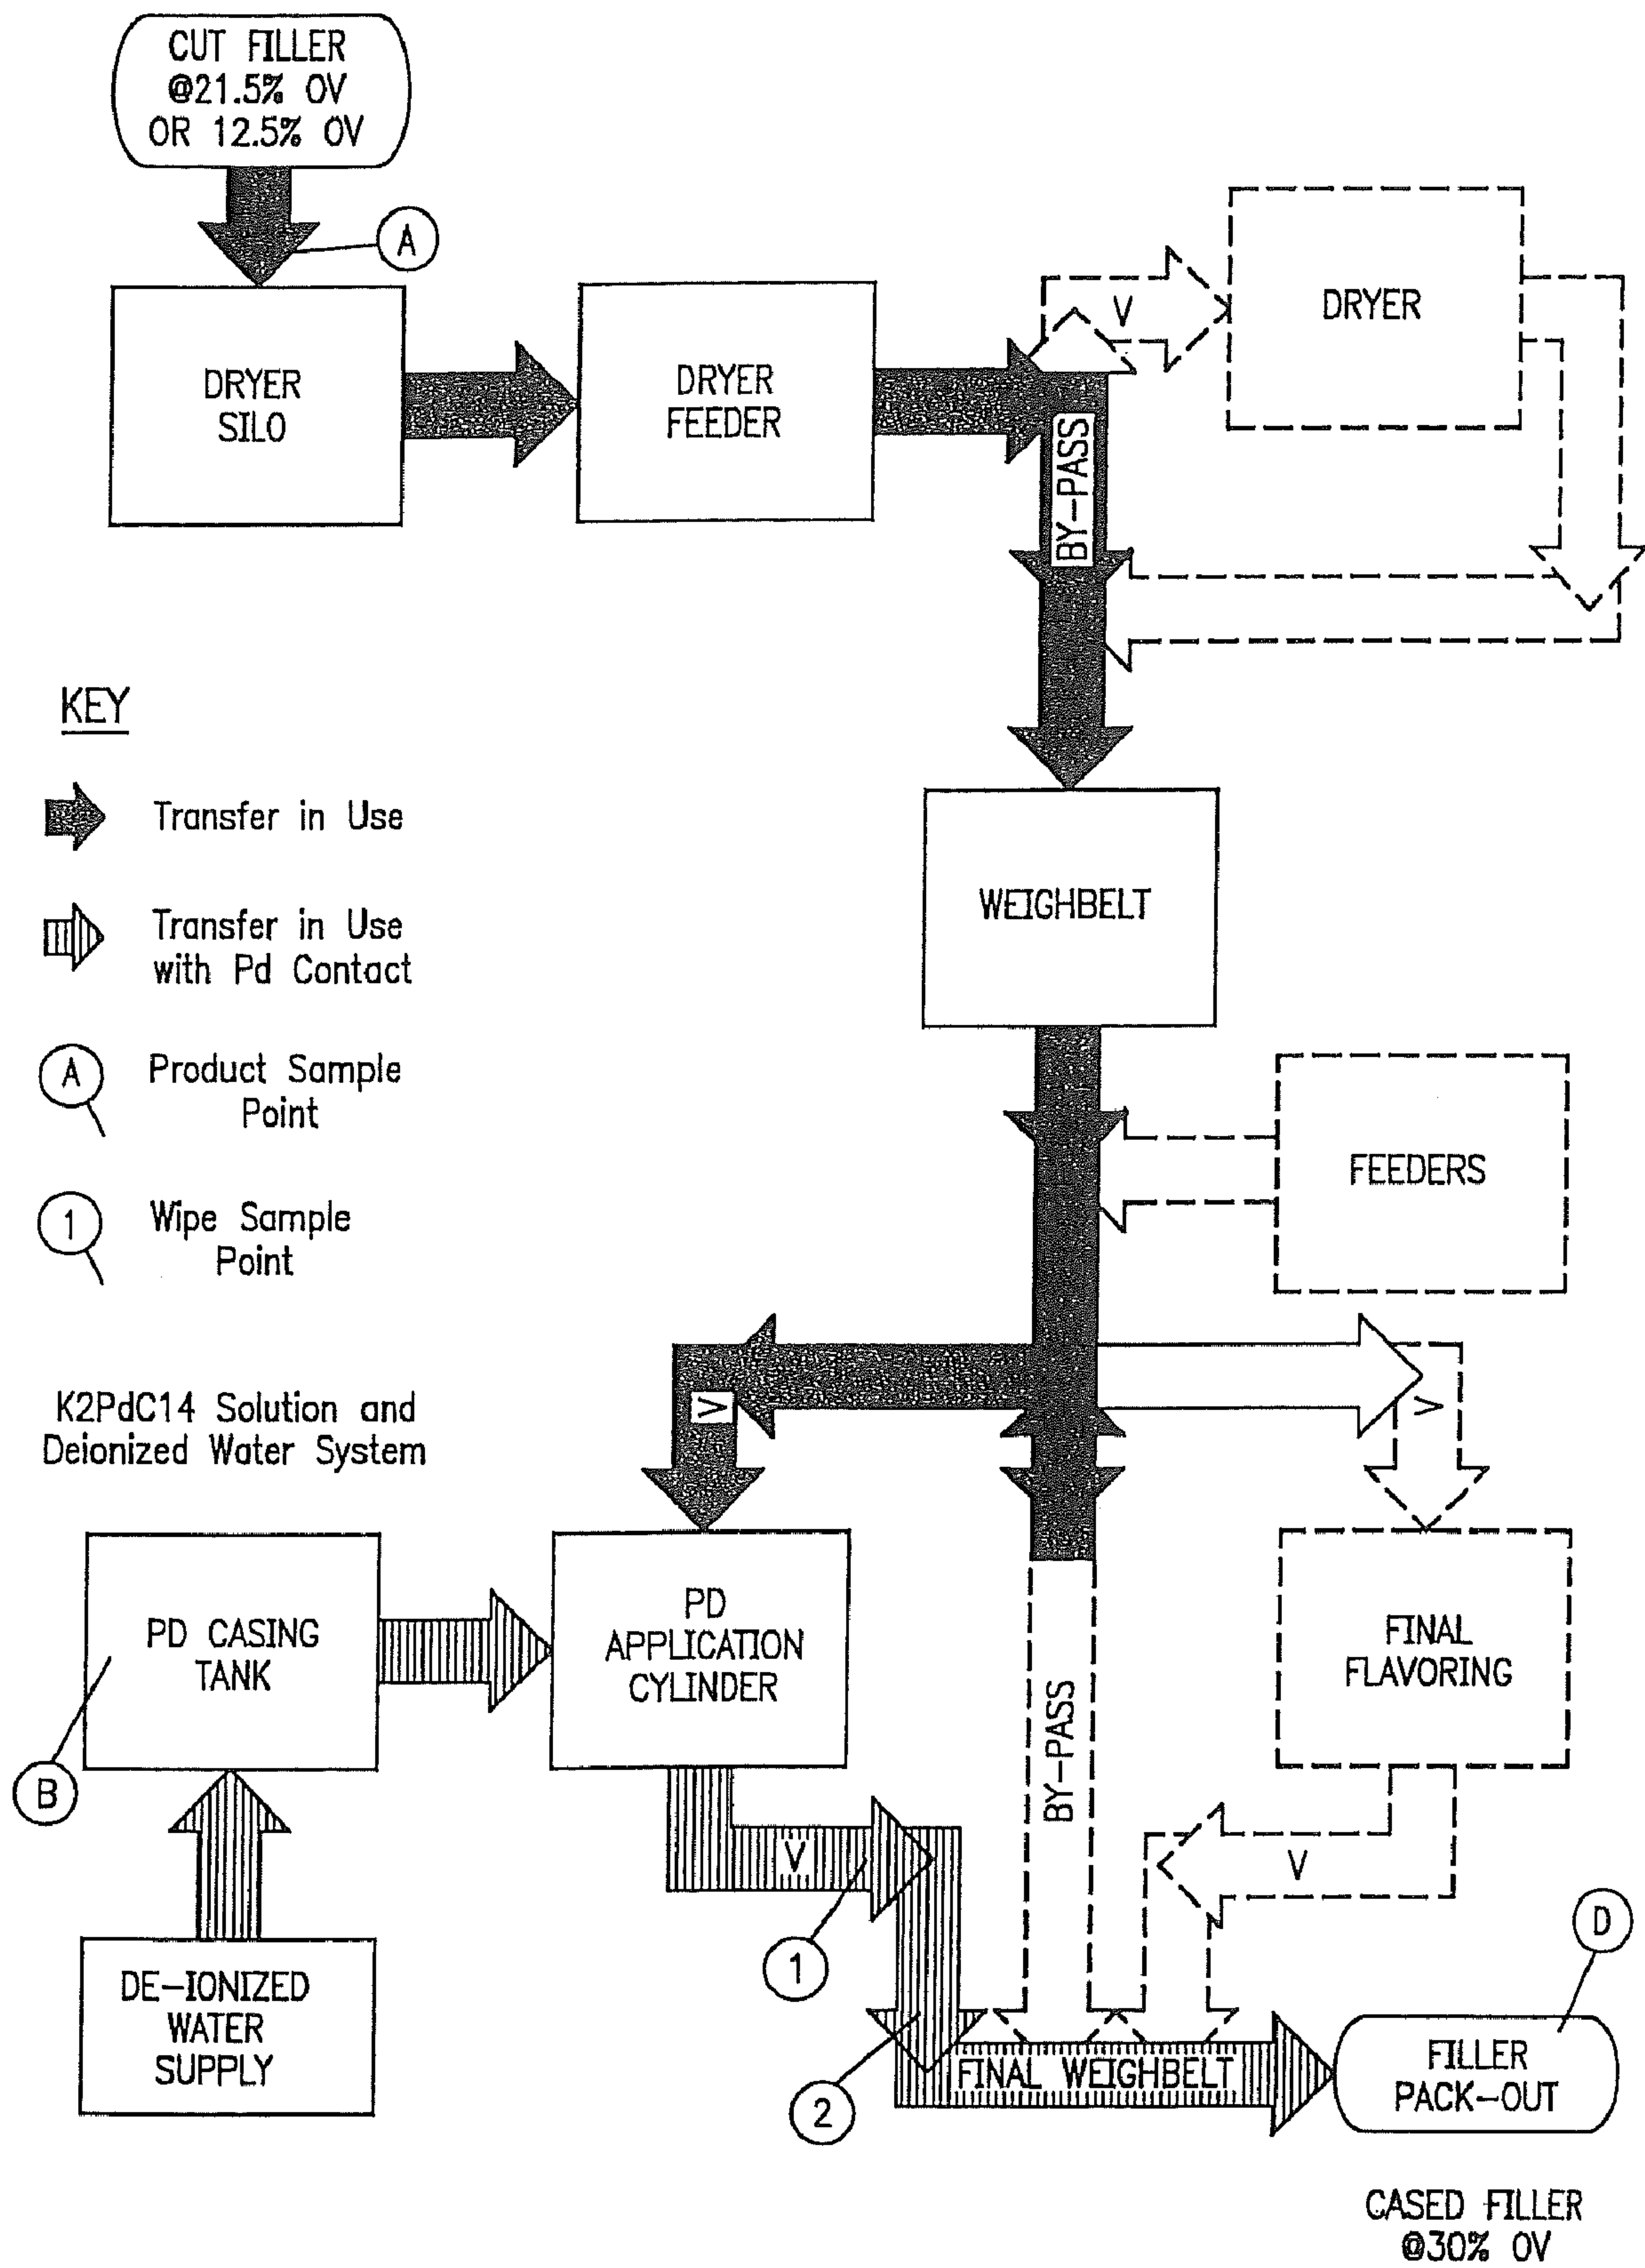 CUT FILLER
@21.5% OV
OR 12.5% OV
A
DRYER
SILO
DRYER
FEEDER
V
DRYER
BY-PASS
WEIGHBELT
KEY
Transfer in Use
Transfer in Use
with Pd Contact
A
Product Sample
Point
1
Wipe Sample
Point
FEEDERS
V
V
K2PdC14 Solution and
Deionized Water System
PD CASING
TANK
B
PD
APPLICATION
CYLINDER
BY-PASS
FINAL
FLAVORING
V
V
1
D
DE-IONIZED
WATER
SUPPLY
2
FINAL WEIGHBELT
FILLER
PACK-OUT
CASED FILLER
@30% OV